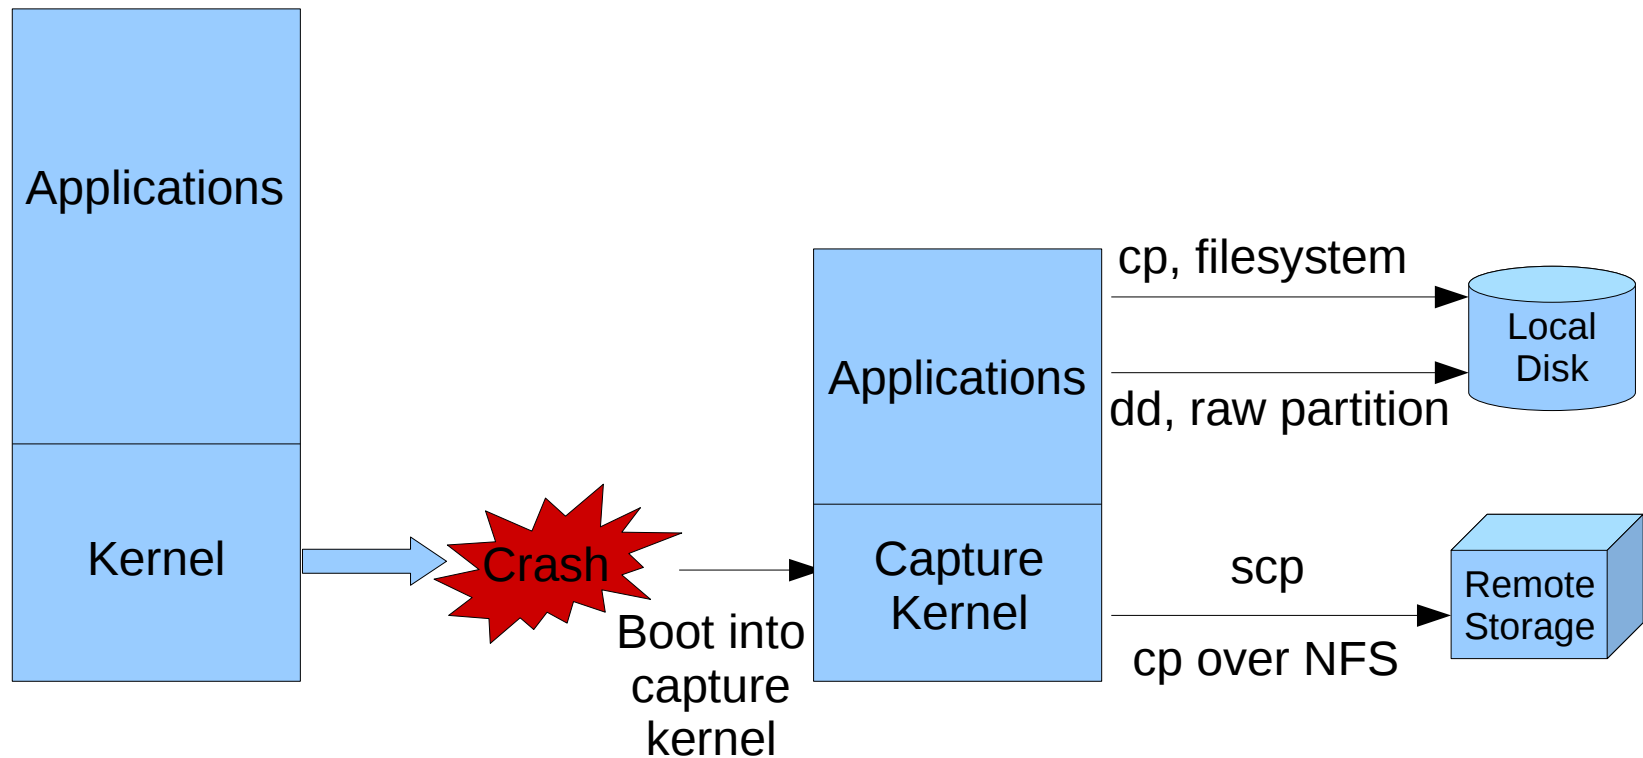 Applications
Kernel
Crash
Boot into
capture
kernel
Applications
Capture
Kernel
cp, filesystem
dd, raw partition
scp
cp over NFS
Local
Disk
Remote
Storage